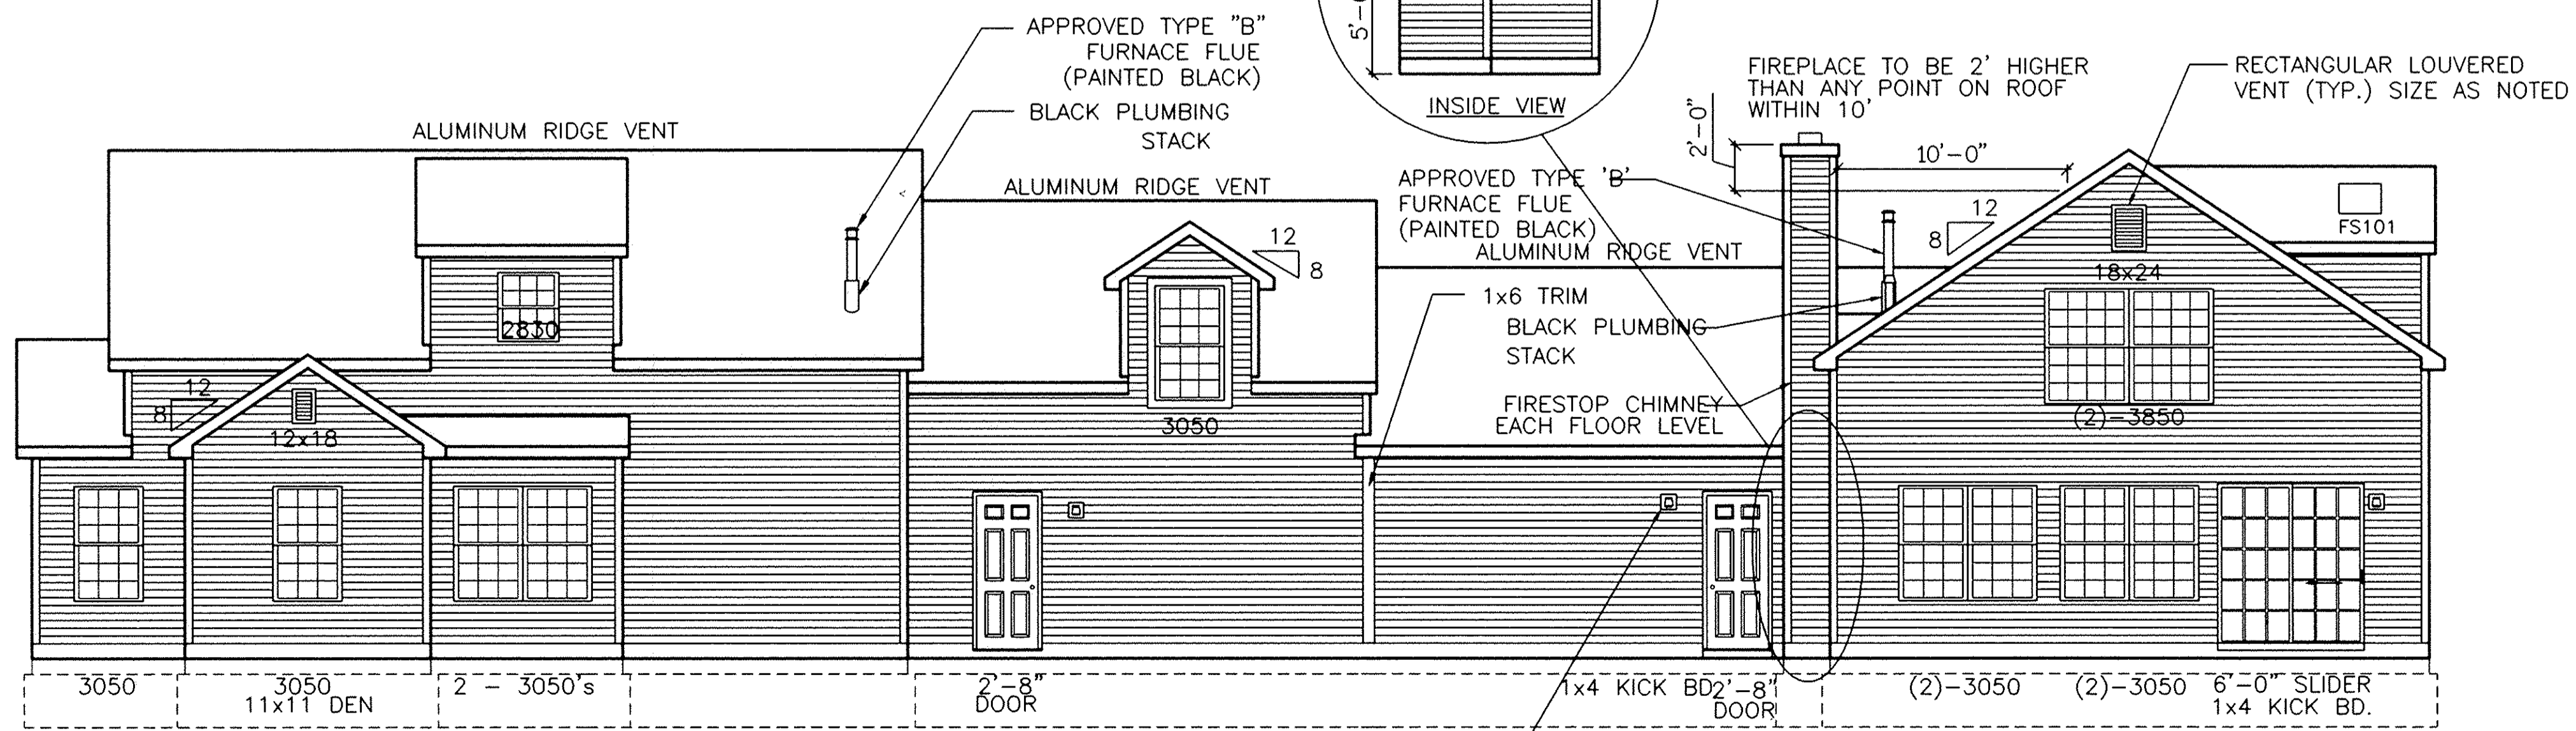 APPROVED TYPE "B"
FURNACE FLUE
(PAINTED BLACK)
BLACK PLUMBING
STACK
ALUMINUM RIDGE VENT
ALUMINUM RIDGE VENT
INSIDE VIEW
FIREPLACE TO BE 2' HIGHER
THAN ANY POINT ON ROOF
WITHIN 10'
2'-0"
10'-0"
RECTANGULAR LOUVERED
VENT (TYP.) SIZE AS NOTED
APPROVED TYPE 'B'
FURNACE FLUE
(PAINTED BLACK)
ALUMINUM RIDGE VENT
12
8
12
8
FS101
18x24
1x6 TRIM
BLACK PLUMBING
STACK
2830
12
8
12x18
FIRESTOP CHIMNEY
EACH FLOOR LEVEL
3050
(2)-3850
3050
3050
11x11 DEN
2 - 3050's
2'-8"
DOOR
1x4 KICK BD.
2'-8"
DOOR
(2)-3050
(2)-3050
6'-0" SLIDER
1x4 KICK BD.